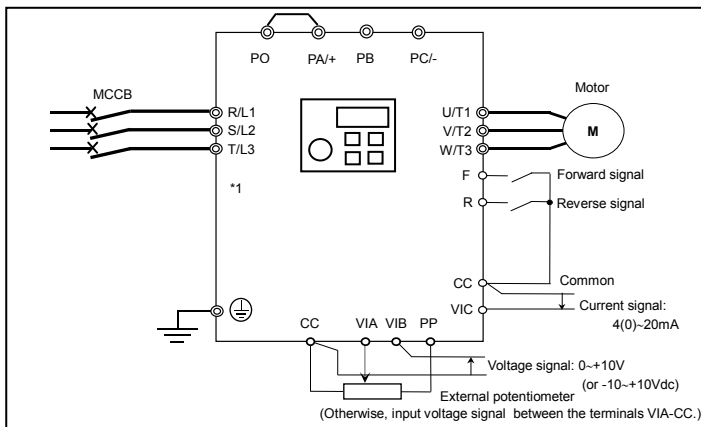 PO PA/+ PB PC/-
MCCB
Motor
R/L1
S/L2
T/L3
U/T1
V/T2
W/T3
M
F
Forward signal
R
Reverse signal
*1
CC
Common
VIC
Current signal:
4(0)~20mA
CC VIA VIB PP
Voltage signal: 0~+10V
(or -10~+10Vdc)
External potentiometer
(Otherwise, input voltage signal between the terminals VIA-CC.)